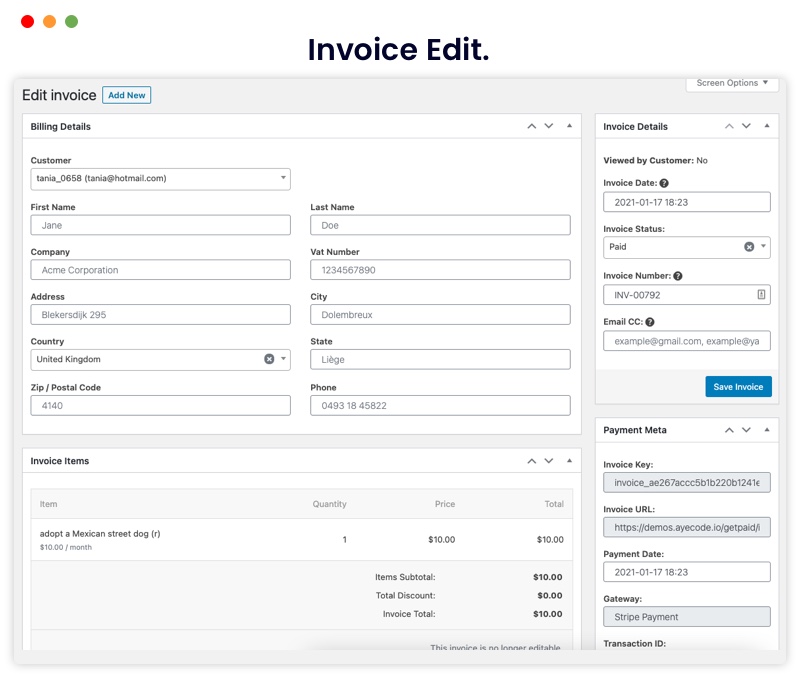 Invoice Edit.
Screen Options
Edit invoice
Add New
Billing Details
Customer
tania_0658 (tania@hotmail.com)
First Name
Last Name
Jane
Doe
Company
Vat Number
Acme Corporation
1234567890
Address
City
Blekersdijk 295
Dolembreux
Country
State
United Kingdom
Liège
Zip / Postal Code
Phone
4140
0493 18 45822
Invoice Items
Item Quantity Price Total
adopt a Mexican street dog (r)
$10.00 / month
1 $10.00 $10.00
Items Subtotal: $10.00
Total Discount: $0.00
Invoice Total: $10.00
This invoice is no longer editable
Invoice Details
Viewed by Customer: No
Invoice Date:
2021-01-17 18:23
Invoice Status:
Paid
Invoice Number:
INV-00792
Email CC:
example@gmail.com, example@ya
Save Invoice
Payment Meta
Invoice Key:
invoice_ae267accc5b1b220b1241e
Invoice URL:
https://demos.ayecode.io/getpaid/i
Payment Date:
2021-01-17 18:23
Gateway:
Stripe Payment
Transaction ID: